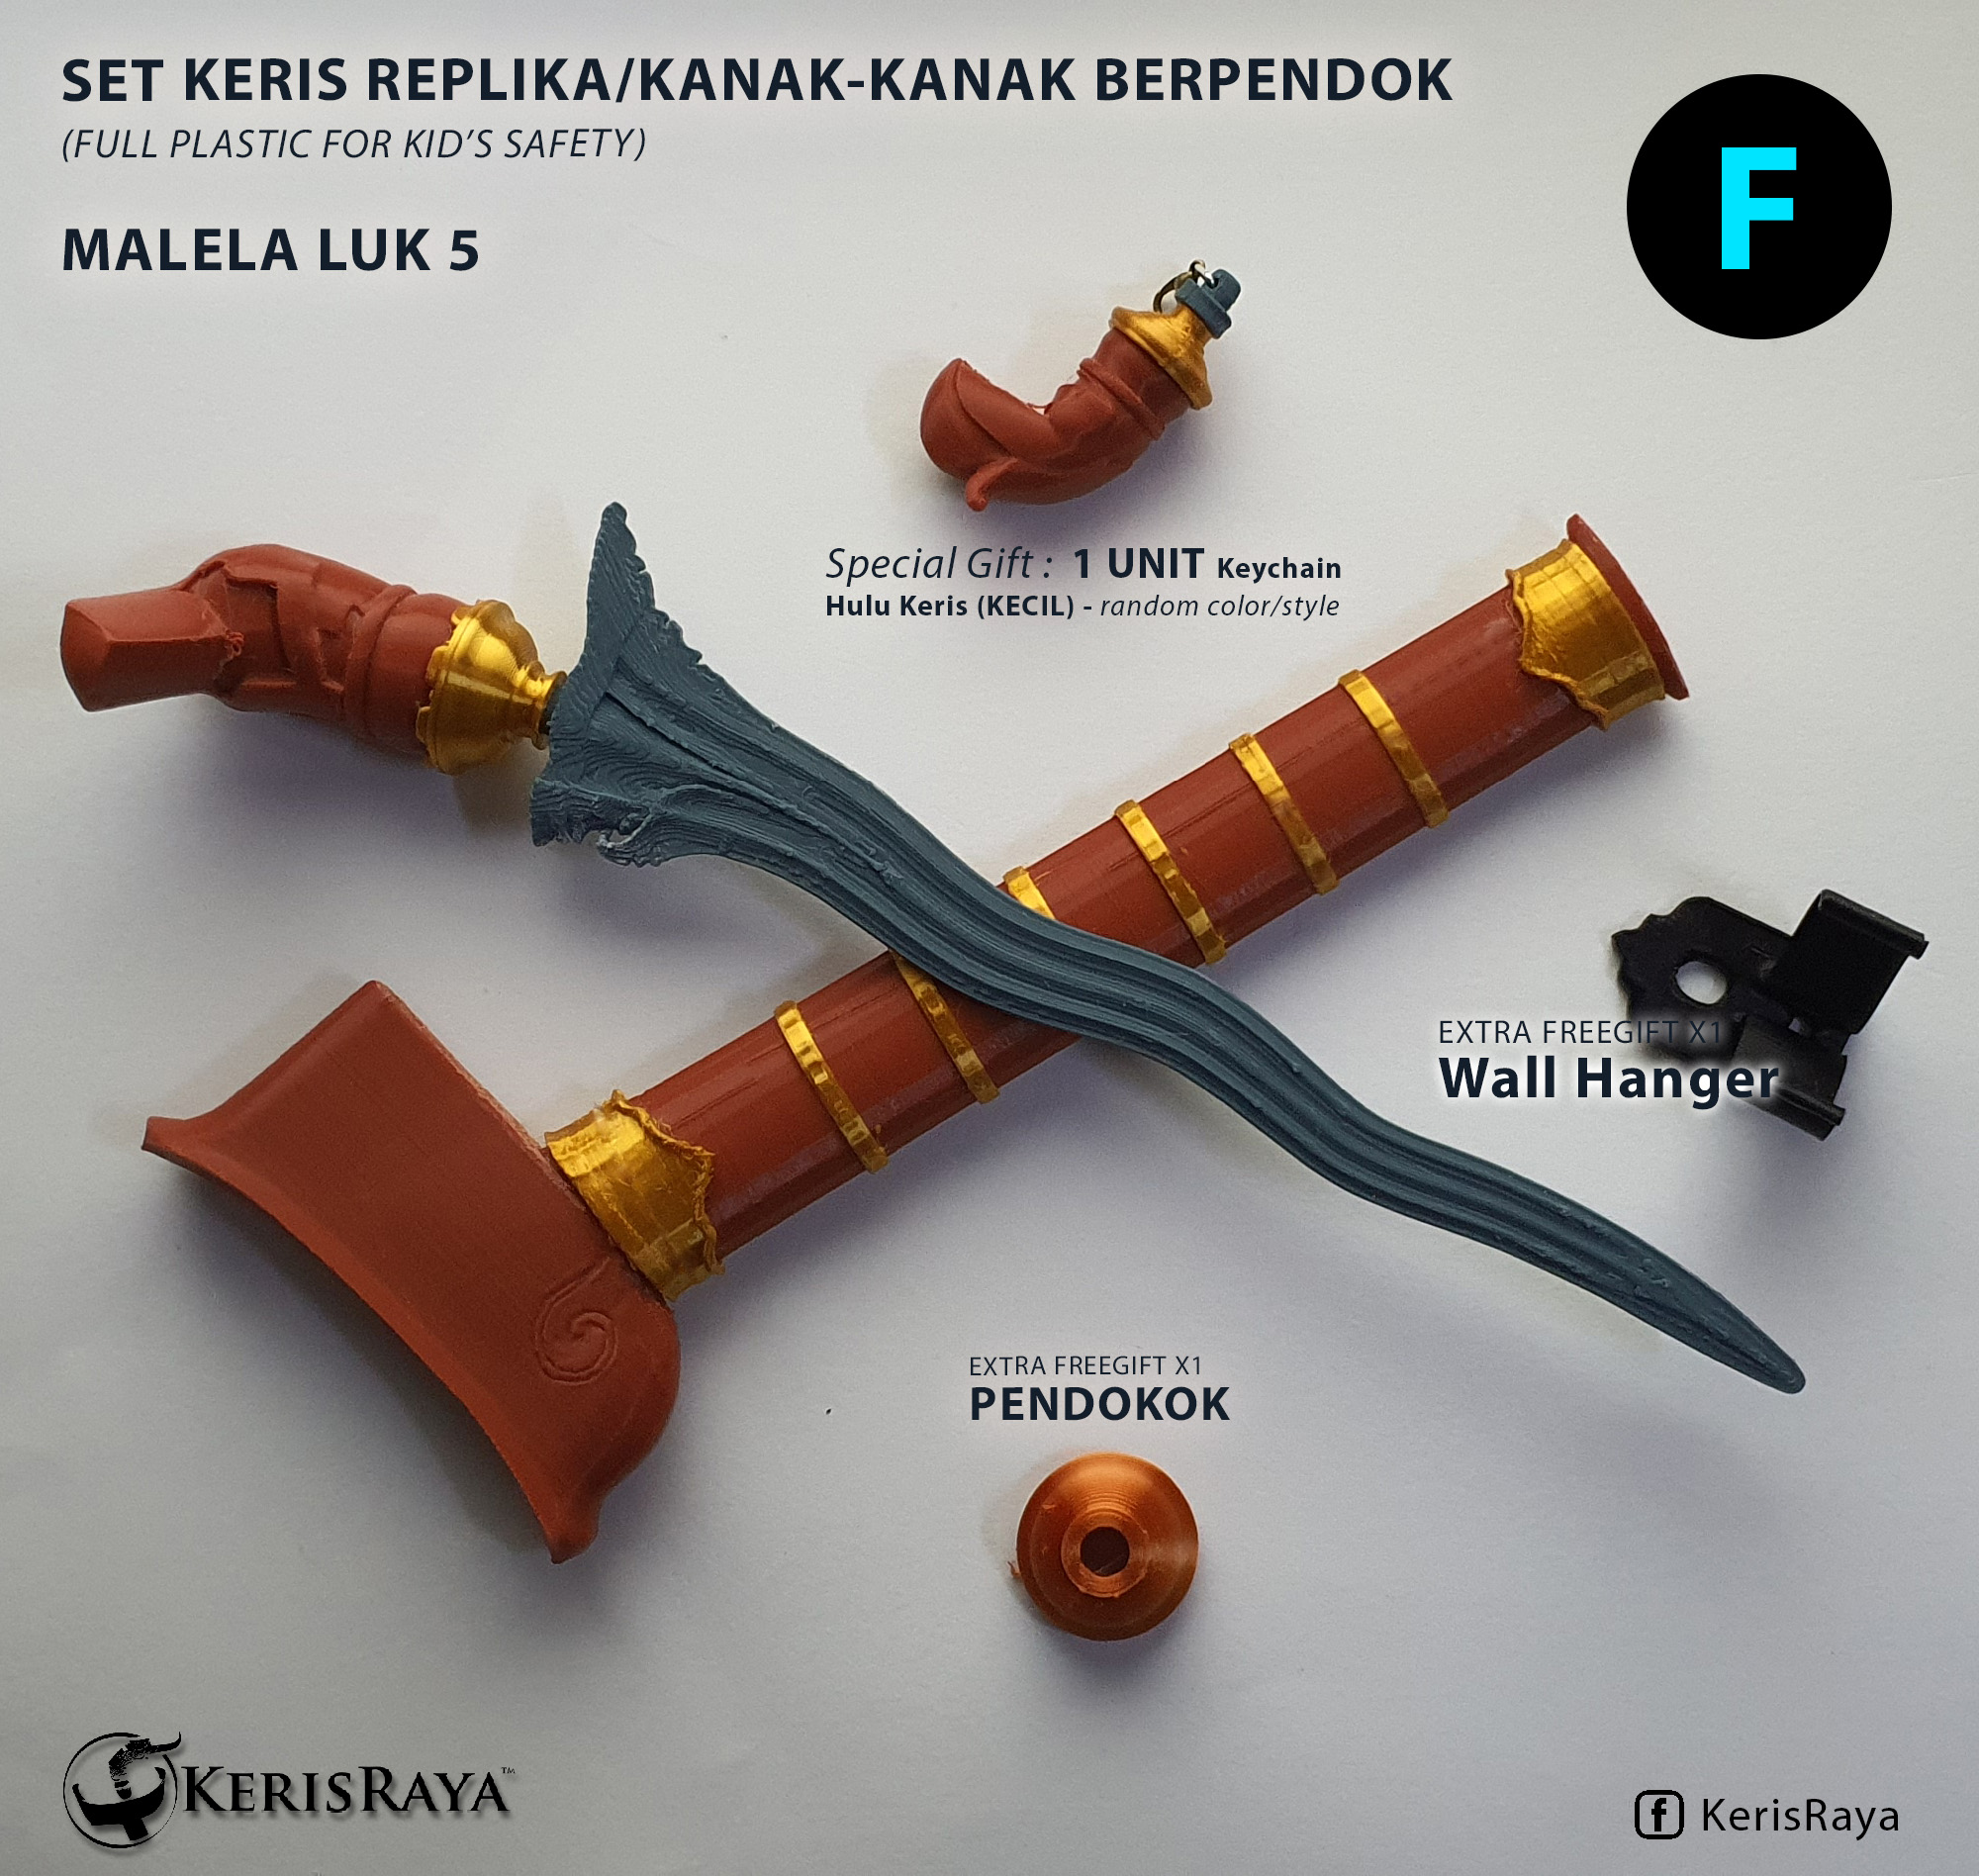 SET KERIS REPLIKA/KANAK-KANAK BERPENDOK
(FULL PLASTIC FOR KID'S SAFETY)
F
MALELA LUK 5
Special Gift : 1 UNIT Keychain
Hulu Keris (KECIL) - random color/style
EXTRA FREEGIFT X1
Wall Hanger
EXTRA FREEGIFT X1
PENDOKOK
KERISRAYA™
f KerisRaya